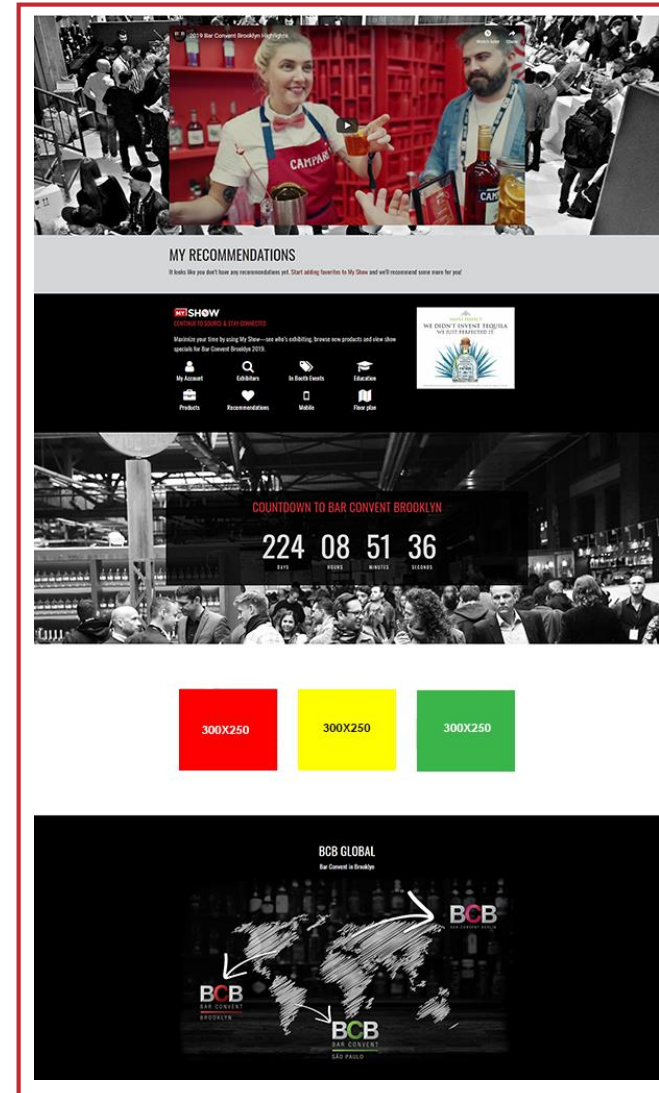 BCB 2019 Bar Convent Brooklyn Highlights
Watch later Share
CAMPARI
MY RECOMMENDATIONS
It looks like you don't have any recommendations yet. Start adding favorites to My Show and we'll recommend some more for you!
MY SHOW
CONTINUE TO SOURCE & STAY CONNECTED
Maximize your time by using My Show—see who's exhibiting, browse new products and view show
specials for Bar Convent Brooklyn 2019.
My Account Exhibitors In Booth Events Education
Products Recommendations Mobile Floor plan
WE DIDN'T INVENT TEQUILA
WE JUST PERFECTED IT
COUNTDOWN TO BAR CONVENT BROOKLYN
224 08 51 36
DAYS HOURS MINUTES SECONDS
300X250 300X250 300X250
BCB GLOBAL
Bar Convent in Brooklyn
BCB
BAR CONVENT BERLIN
BCB
BAR CONVENT
BROOKLYN
BCB
BAR CONVENT
SÃO PAULO